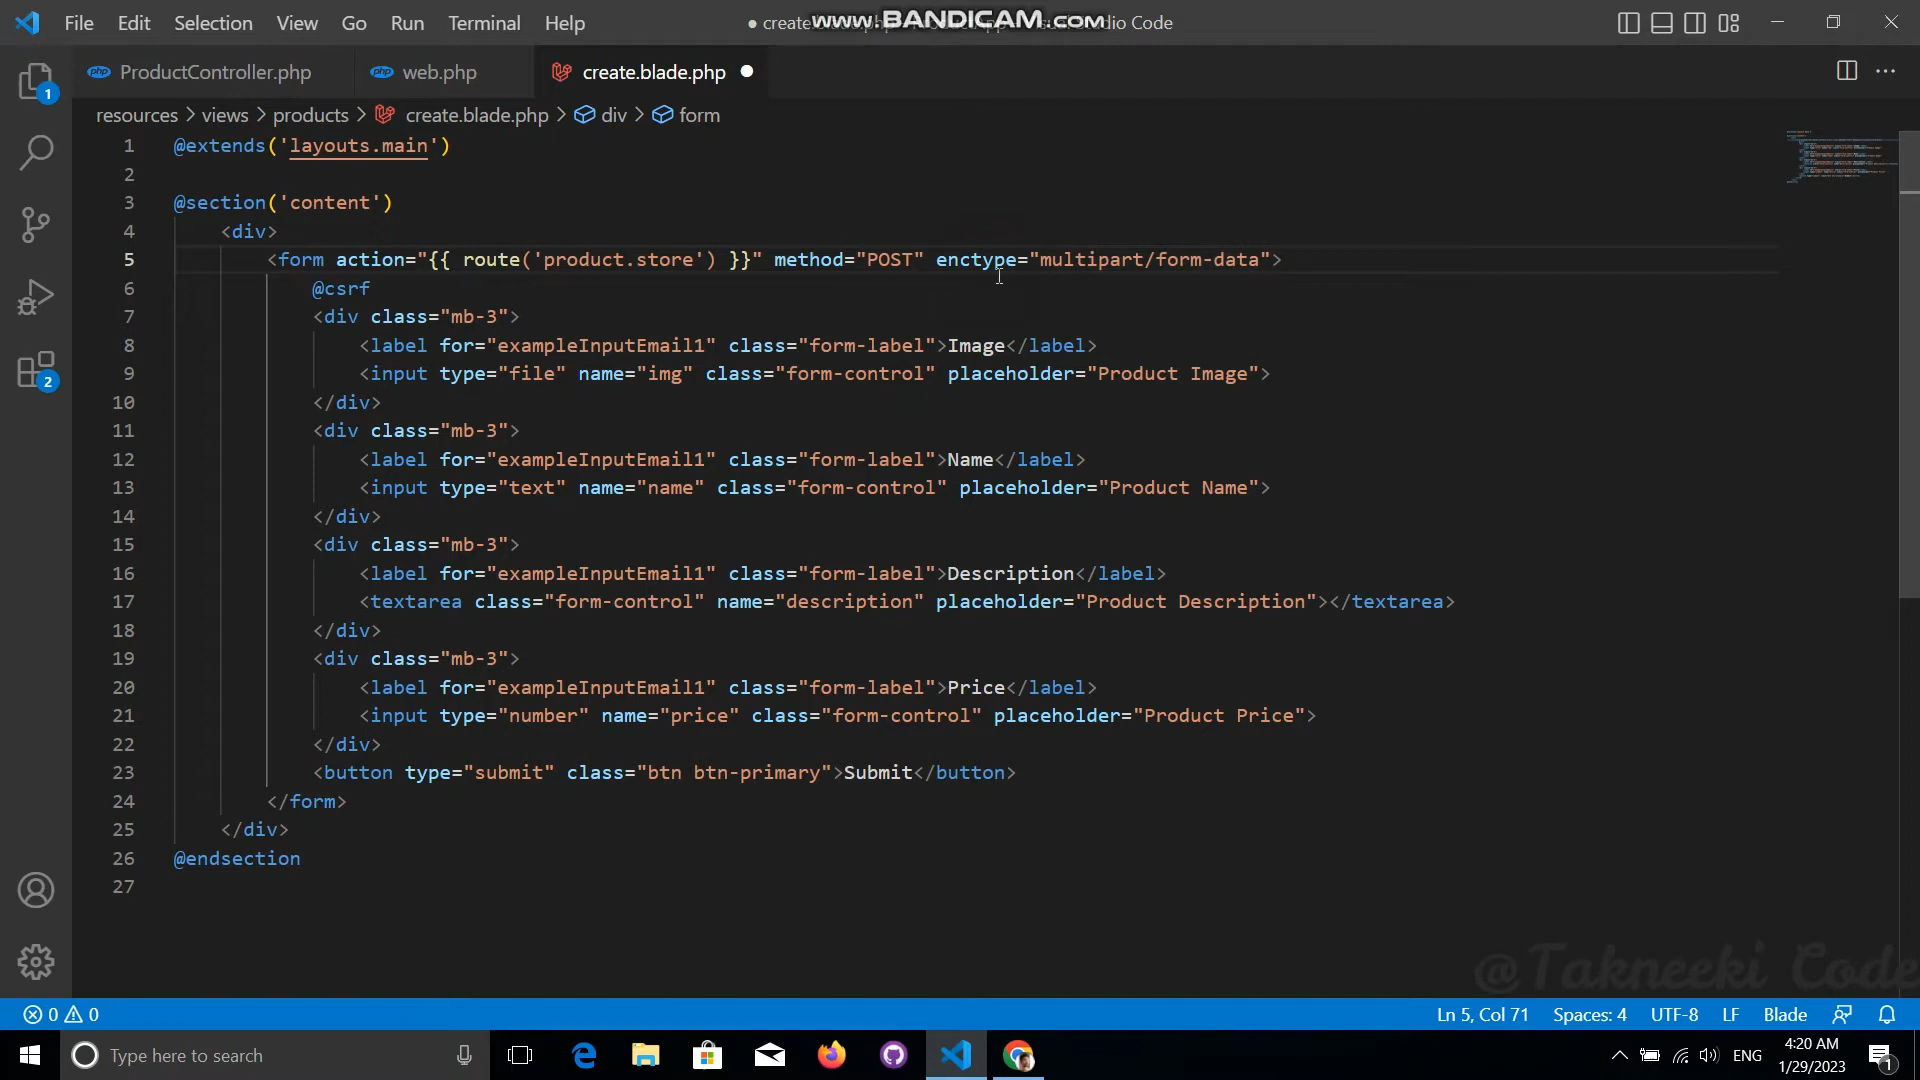 File Edit Selection View Go Run Terminal Help
www.BANDICAM.com
ProductController.php web.php create.blade.php
resources > views > products > create.blade.php > div > form
1 @extends('layouts.main')
2
3 @section('content')
4 <div>
5 <form action="{{ route('product.store') }}" method="POST" enctype="multipart/form-data">
6 @csrf
7 <div class="mb-3">
8 <label for="exampleInputEmail1" class="form-label">Image</label>
9 <input type="file" name="img" class="form-control" placeholder="Product Image">
10 </div>
11 <div class="mb-3">
12 <label for="exampleInputEmail1" class="form-label">Name</label>
13 <input type="text" name="name" class="form-control" placeholder="Product Name">
14 </div>
15 <div class="mb-3">
16 <label for="exampleInputEmail1" class="form-label">Description</label>
17 <textarea class="form-control" name="description" placeholder="Product Description"></textarea>
18 </div>
19 <div class="mb-3">
20 <label for="exampleInputEmail1" class="form-label">Price</label>
21 <input type="number" name="price" class="form-control" placeholder="Product Price">
22 </div>
23 <button type="submit" class="btn btn-primary">Submit</button>
24 </form>
25 </div>
26 @endsection
27
1
2
@Takneeki Code
0 0 Ln 5, Col 71 Spaces: 4 UTF-8 LF Blade
Type here to search
ENG 4:20 AM
1/29/2023
1